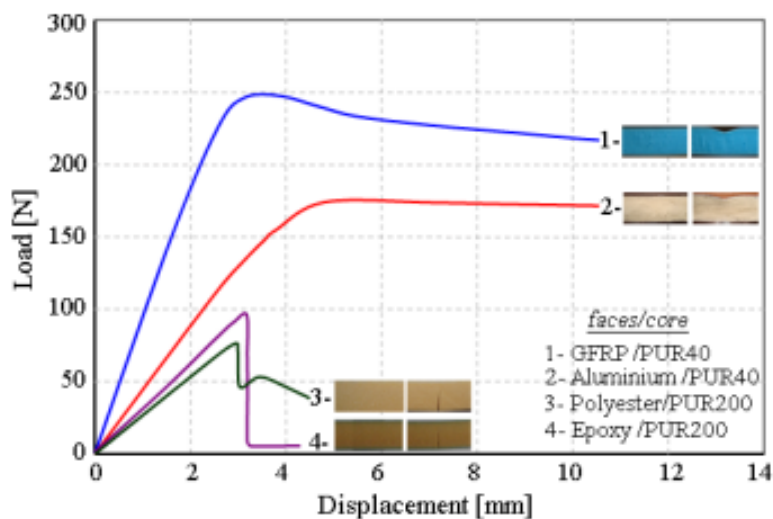 300
250
200
150
100
50
0
Load [N]
0 2 4 6 8 10 12 14
Displacement [mm]
1-
2-
3-
4-
faces/core
1- GFRP /PUR40
2- Aluminium /PUR40
3- Polyester/PUR200
4- Epoxy /PUR200